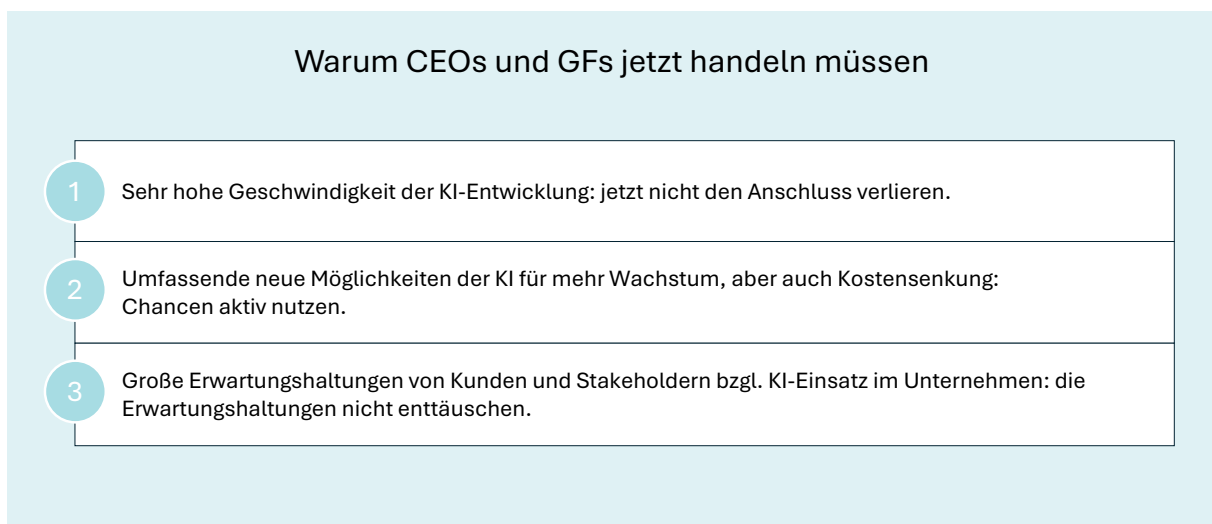 Warum CEOs und GFs jetzt handeln müssen
1
Sehr hohe Geschwindigkeit der KI-Entwicklung: jetzt nicht den Anschluss verlieren.
2
Umfassende neue Möglichkeiten der KI für mehr Wachstum, aber auch Kostensenkung:
Chancen aktiv nutzen.
3
Große Erwartungshaltungen von Kunden und Stakeholdern bzgl. KI-Einsatz im Unternehmen: die
Erwartungshaltungen nicht enttäuschen.